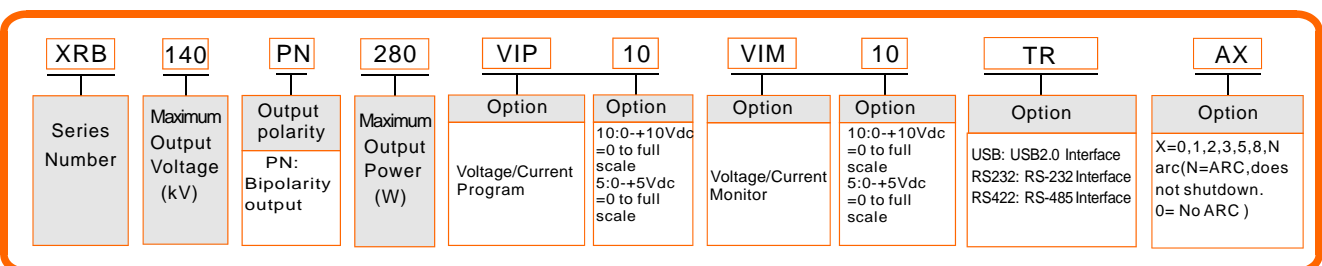 XRB 140 PN 280 VIP 10 VIM 10 TR AX
Series
Number
Maximum
Output
Voltage
(kV)
Output
polarity
PN:
Bipolarity
output
Maximum
Output
Power
(W)
Option
Voltage/Current
Program
Option
10:0-+10Vdc
=0 to full
scale
5:0-+5Vdc
=0 to full
scale
Option
Voltage/Current
Monitor
Option
10:0-+10Vdc
=0 to full
scale
5:0-+5Vdc
=0 to full
scale
Option
USB: USB2.0 Interface
RS232: RS-232 Interface
RS422: RS-485 Interface
Option
X=0,1,2,3,5,8,N
arc(N=ARC,does
not shutdown.
0= No ARC )